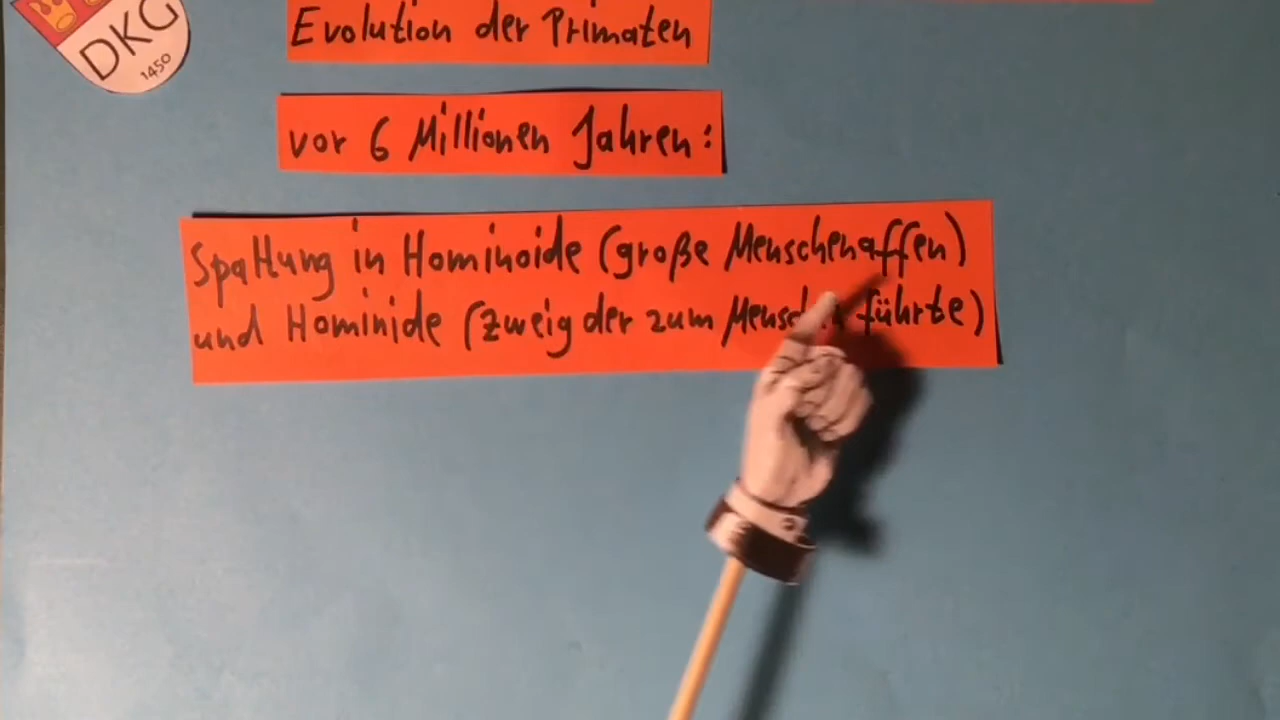 DKG
1450
Evolution der Primaten
vor 6 Millionen Jahren:
Spaltung in Hominoide (große Menschenaffen)
und Hominide (Zweig der zum Menschen führte)